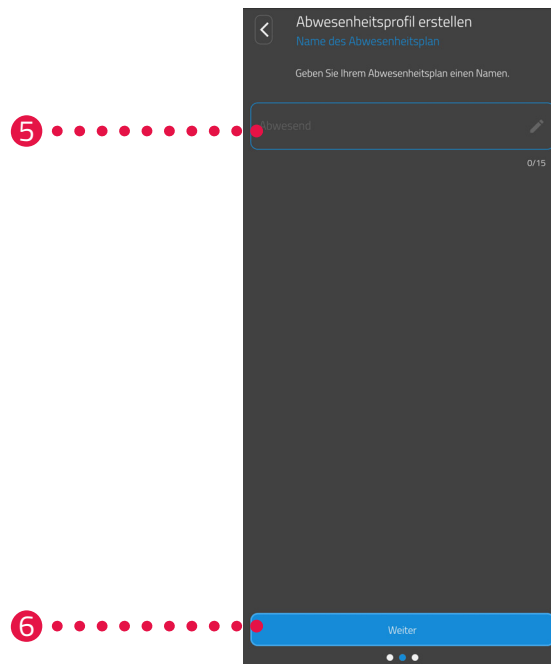 Abwesenheitsprofil erstellen
Name des Abwesenheitsplan
Geben Sie Ihrem Abwesenheitsplan einen Namen.
5
Abwesend
0/15
6
Weiter